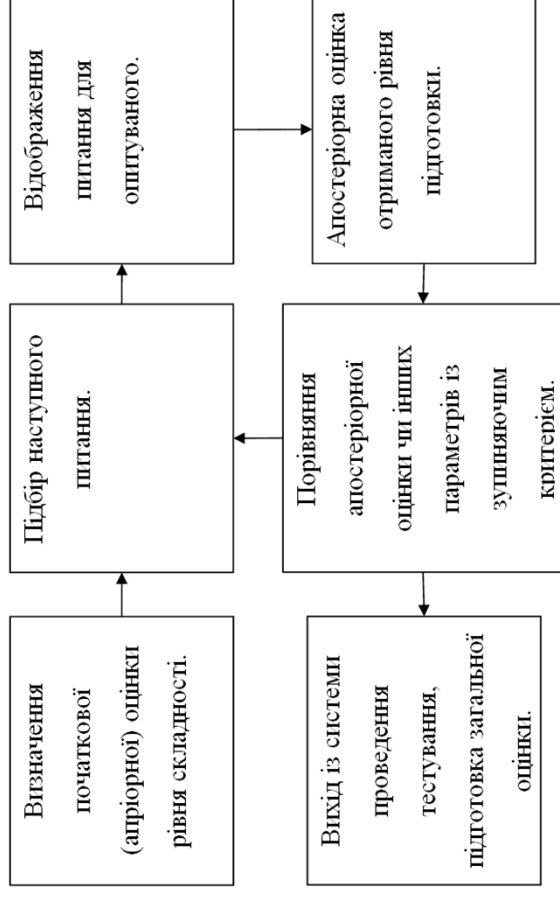 Визначення
початкової
(апріорної) оцінки
рівня складності.
Підбір наступного
питання.
Відображення
питання для
опитуваного.
Апостеріорна оцінка
отриманого рівня
підготовки.
Порівняння
апостеріорної
оцінки чи інших
параметрів із
зупиняючим
критерієм.
Вихід із системи
проведення
тестування,
підготовка загальної
оцінки.